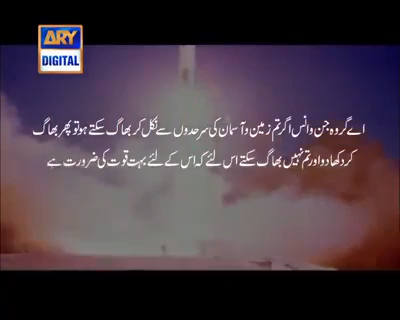 ARY
DIGITAL
اے گروہ جن وانس اگر تم زمین و آسمان کی سرحدوں سے نکل کر بھاگ سکتے ہو تو پھر بھاگ
کر دکھا دو اور تم نہیں بھاگ سکتے اس لئے کہ اس کے لئے بہت قوت کی ضرورت ہے